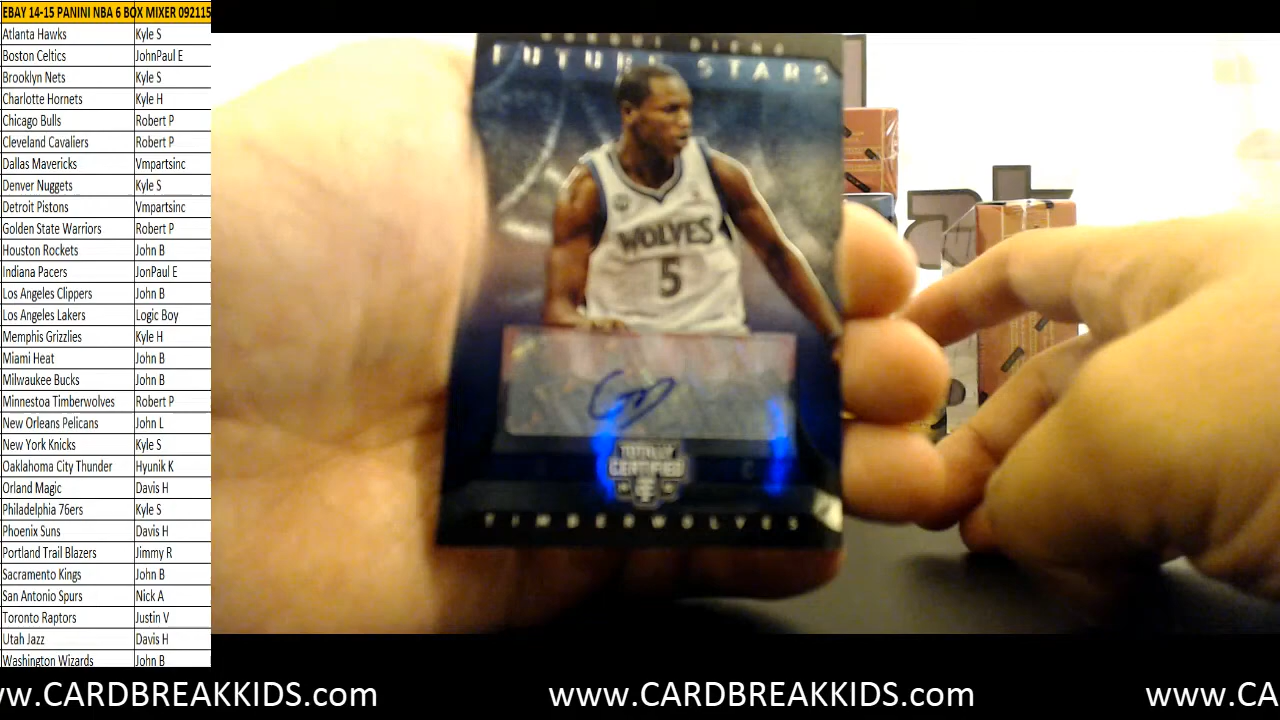 EBAY 14-15 PANINI NBA 6 BOX MIXER 092115
Atlanta Hawks Kyle S
Boston Celtics JohnPaul E
Brooklyn Nets Kyle S
Charlotte Hornets Kyle H
Chicago Bulls Robert P
Cleveland Cavaliers Robert P
Dallas Mavericks Vmpartsinc
Denver Nuggets Kyle S
Detroit Pistons Vmpartsinc
Golden State Warriors Robert P
Houston Rockets John B
Indiana Pacers JonPaul E
Los Angeles Clippers John B
Los Angeles Lakers Logic Boy
Memphis Grizzlies Kyle H
Miami Heat John B
Milwaukee Bucks John B
Minnestoa Timberwolves Robert P
New Orleans Pelicans John L
New York Knicks Kyle S
Oaklahoma City Thunder Hyunik K
Orland Magic Davis H
Philadelphia 76ers Kyle S
Phoenix Suns Davis H
Portland Trail Blazers Jimmy R
Sacramento Kings John B
San Antonio Spurs Nick A
Toronto Raptors Justin V
Utah Jazz Davis H
Washington Wizards John B
FUTURE STARS
WOLVES
5
TOTALLY
CERTIFIED
TIMBERWOLVES
w.CARDBREAKKIDS.com www.CARDBREAKKIDS.com www.CA